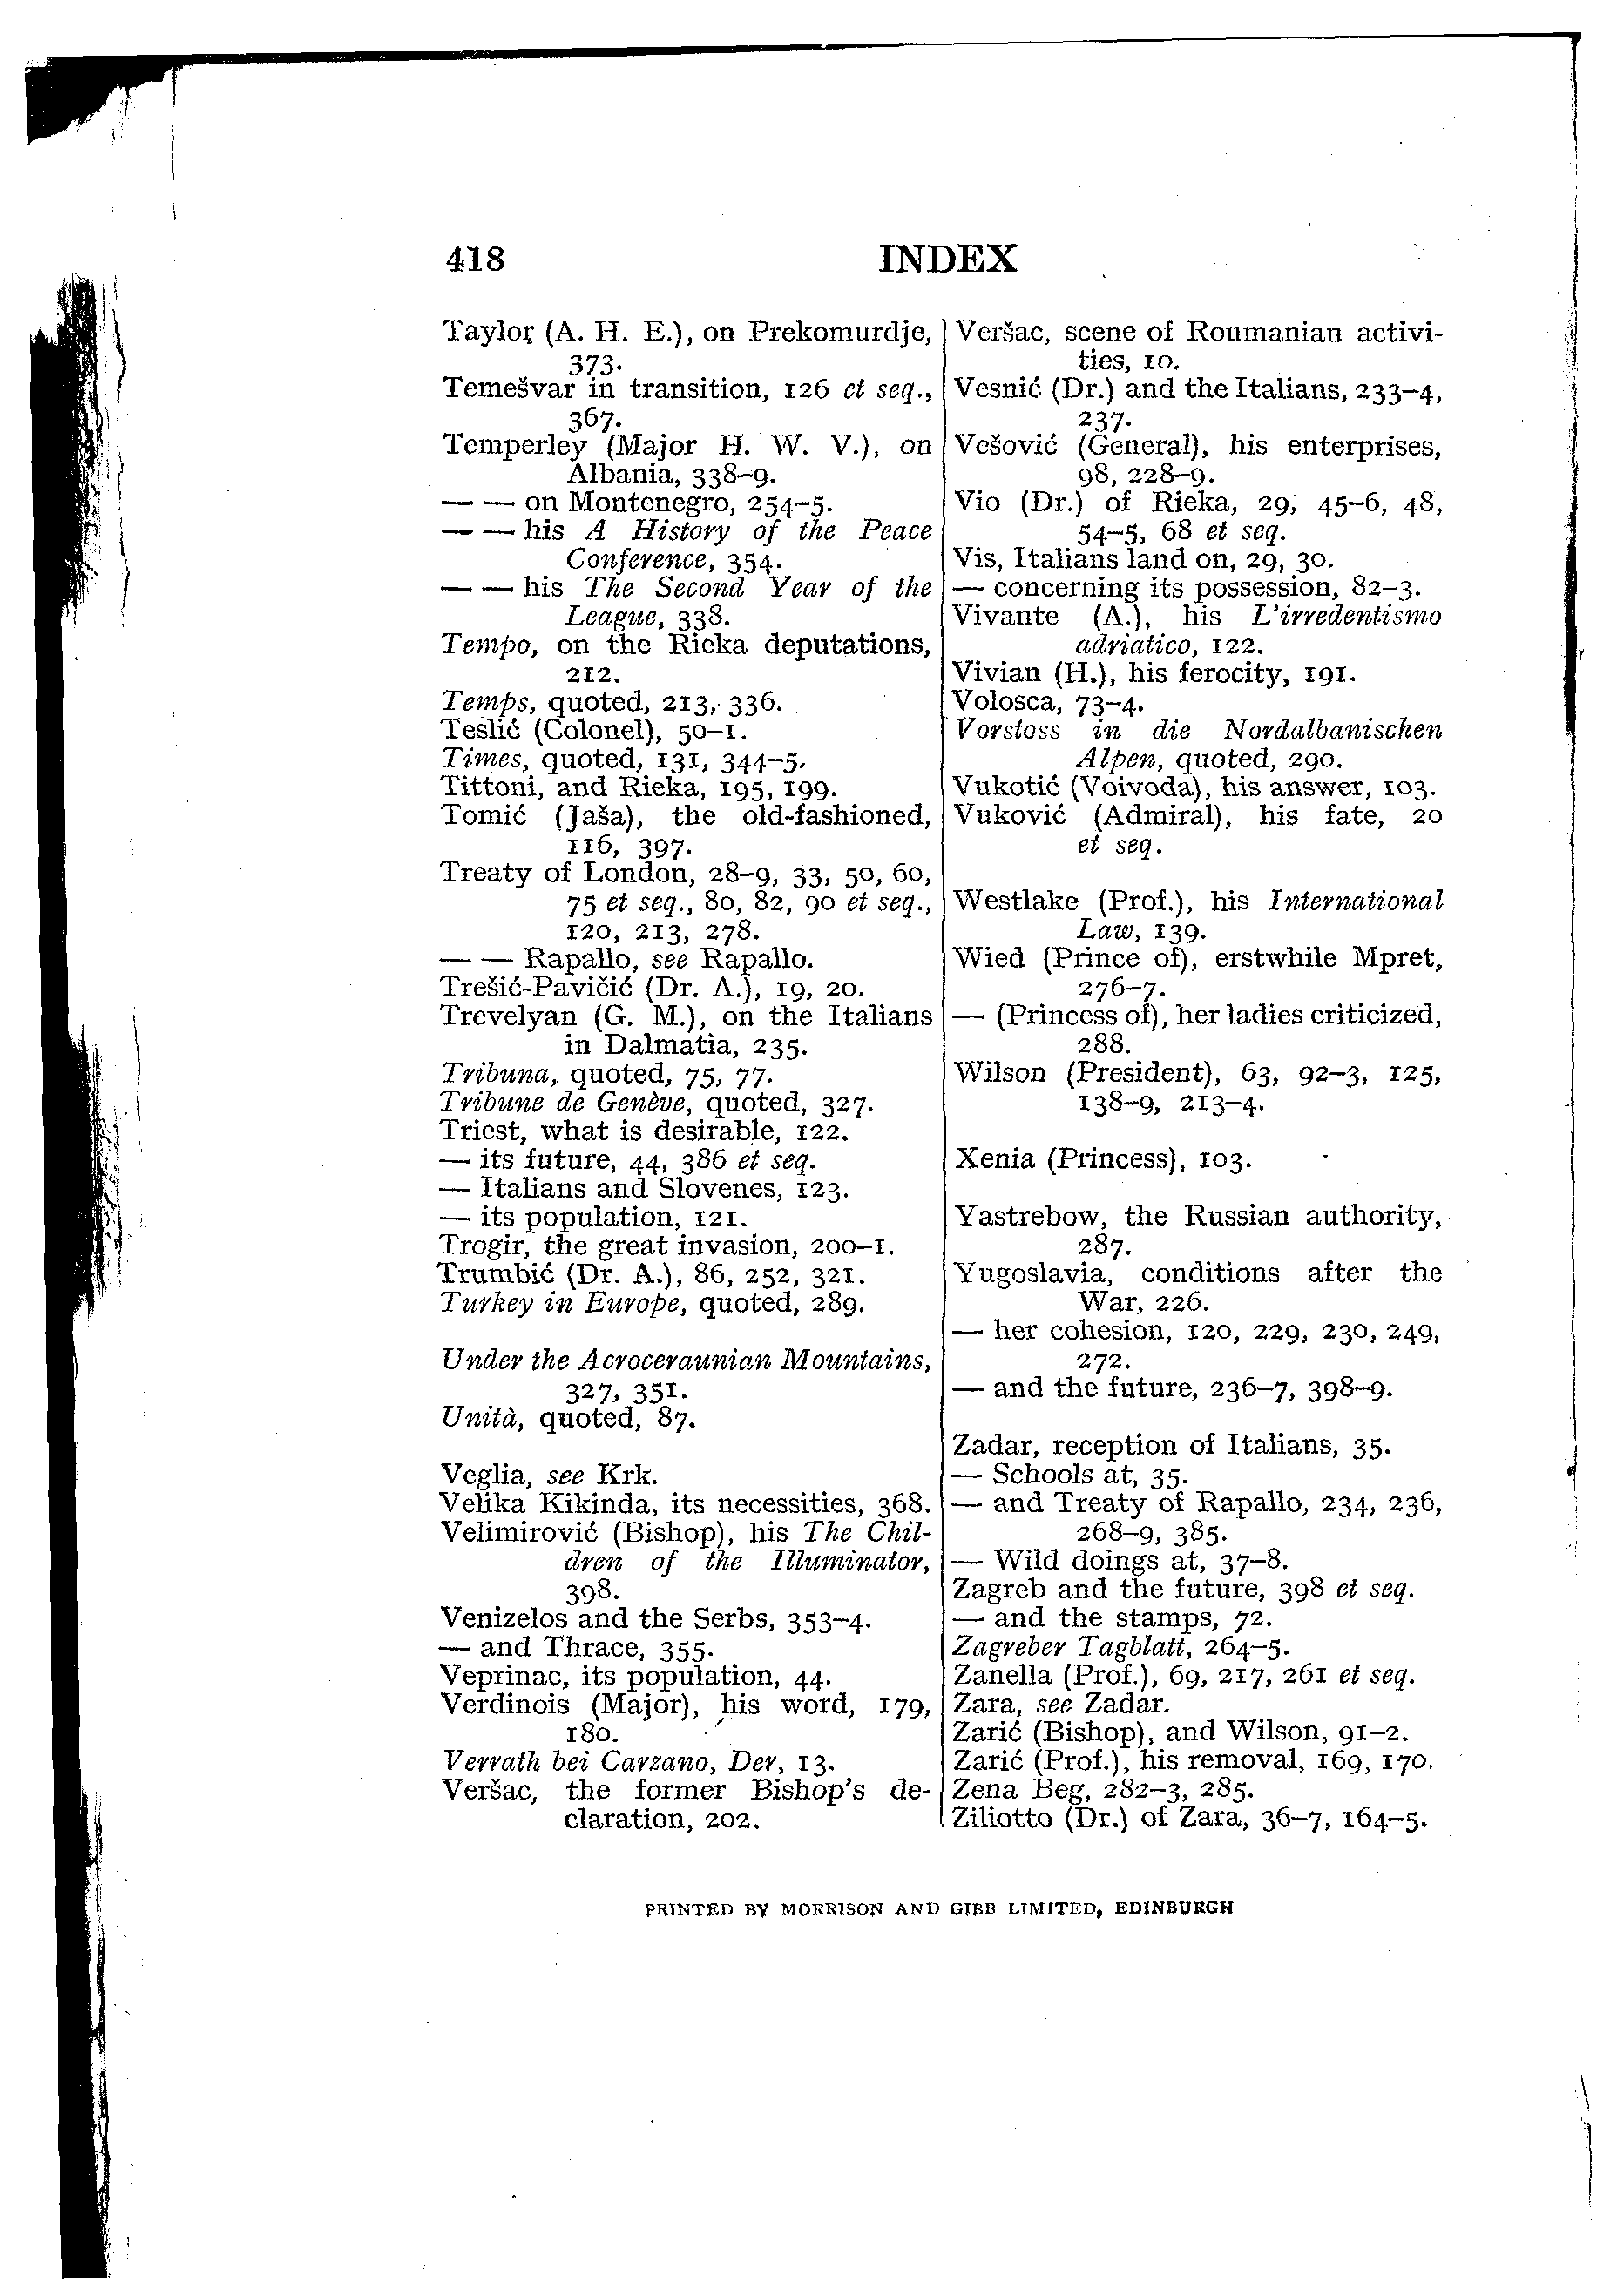 418 INDEX
Taylor (A. H. E.), on Prekomurdje,
373.
Temešvar in transition, 126 et seq.,
367.
Temperley (Major H. W. V.), on
Albania, 338–9.
— — on Montenegro, 254–5.
— — his A History of the Peace
Conference, 354.
— — his The Second Year of the
League, 338.
Tempo, on the Rieka deputations,
212.
Temps, quoted, 213, 336.
Teslić (Colonel), 50–1.
Times, quoted, 131, 344–5.
Tittoni, and Rieka, 195, 199.
Tomić (Jaša), the old-fashioned,
116, 397.
Treaty of London, 28–9, 33, 50, 60,
75 et seq., 80, 82, 90 et seq.,
120, 213, 278.
— — Rapallo, see Rapallo.
Trešić-Pavičić (Dr. A.), 19, 20.
Trevelyan (G. M.), on the Italians
in Dalmatia, 235.
Tribuna, quoted, 75, 77.
Tribune de Genève, quoted, 327.
Triest, what is desirable, 122.
— its future, 44, 386 et seq.
— Italians and Slovenes, 123.
— its population, 121.
Trogir, the great invasion, 200–1.
Trumbić (Dr. A.), 86, 252, 321.
Turkey in Europe, quoted, 289.
Under the Acroceraunian Mountains,
327, 351.
Unità, quoted, 87.
Veglia, see Krk.
Velika Kikinda, its necessities, 368.
Velimirović (Bishop), his The Chil-
dren of the Illuminator,
398.
Venizelos and the Serbs, 353–4.
— and Thrace, 355.
Veprinac, its population, 44.
Verdinois (Major), his word, 179,
180.
Verrath bei Carzano, Der, 13.
Veršac, the former Bishop's de-
claration, 202.
Veršac, scene of Roumanian activi-
ties, 10.
Vesnić (Dr.) and the Italians, 233–4,
237.
Vešović (General), his enterprises,
98, 228–9.
Vio (Dr.) of Rieka, 29, 45–6, 48,
54–5, 68 et seq.
Vis, Italians land on, 29, 30.
— concerning its possession, 82–3.
Vivante (A.), his L'irredentismo
adriatico, 122.
Vivian (H.), his ferocity, 191.
Volosca, 73–4.
Vorstoss in die Nordalbanischen
Alpen, quoted, 290.
Vukotić (Voivoda), his answer, 103.
Vuković (Admiral), his fate, 20
et seq.
Westlake (Prof.), his International
Law, 139.
Wied (Prince of), erstwhile Mpret,
276–7.
— (Princess of), her ladies criticized,
288.
Wilson (President), 63, 92–3, 125,
138–9, 213–4.
Xenia (Princess), 103.
Yastrebow, the Russian authority,
287.
Yugoslavia, conditions after the
War, 226.
— her cohesion, 120, 229, 230, 249,
272.
— and the future, 236–7, 398–9.
Zadar, reception of Italians, 35.
— Schools at, 35.
— and Treaty of Rapallo, 234, 236,
268–9, 385.
— Wild doings at, 37–8.
Zagreb and the future, 398 et seq.
— and the stamps, 72.
Zagreber Tagblatt, 264–5.
Zanella (Prof.), 69, 217, 261 et seq.
Zara, see Zadar.
Zarić (Bishop), and Wilson, 91–2.
Zarić (Prof.), his removal, 169, 170.
Zena Beg, 282–3, 285.
Ziliotto (Dr.) of Zara, 36–7, 164–5.
PRINTED BY MORRISON AND GIBB LIMITED, EDINBURGH